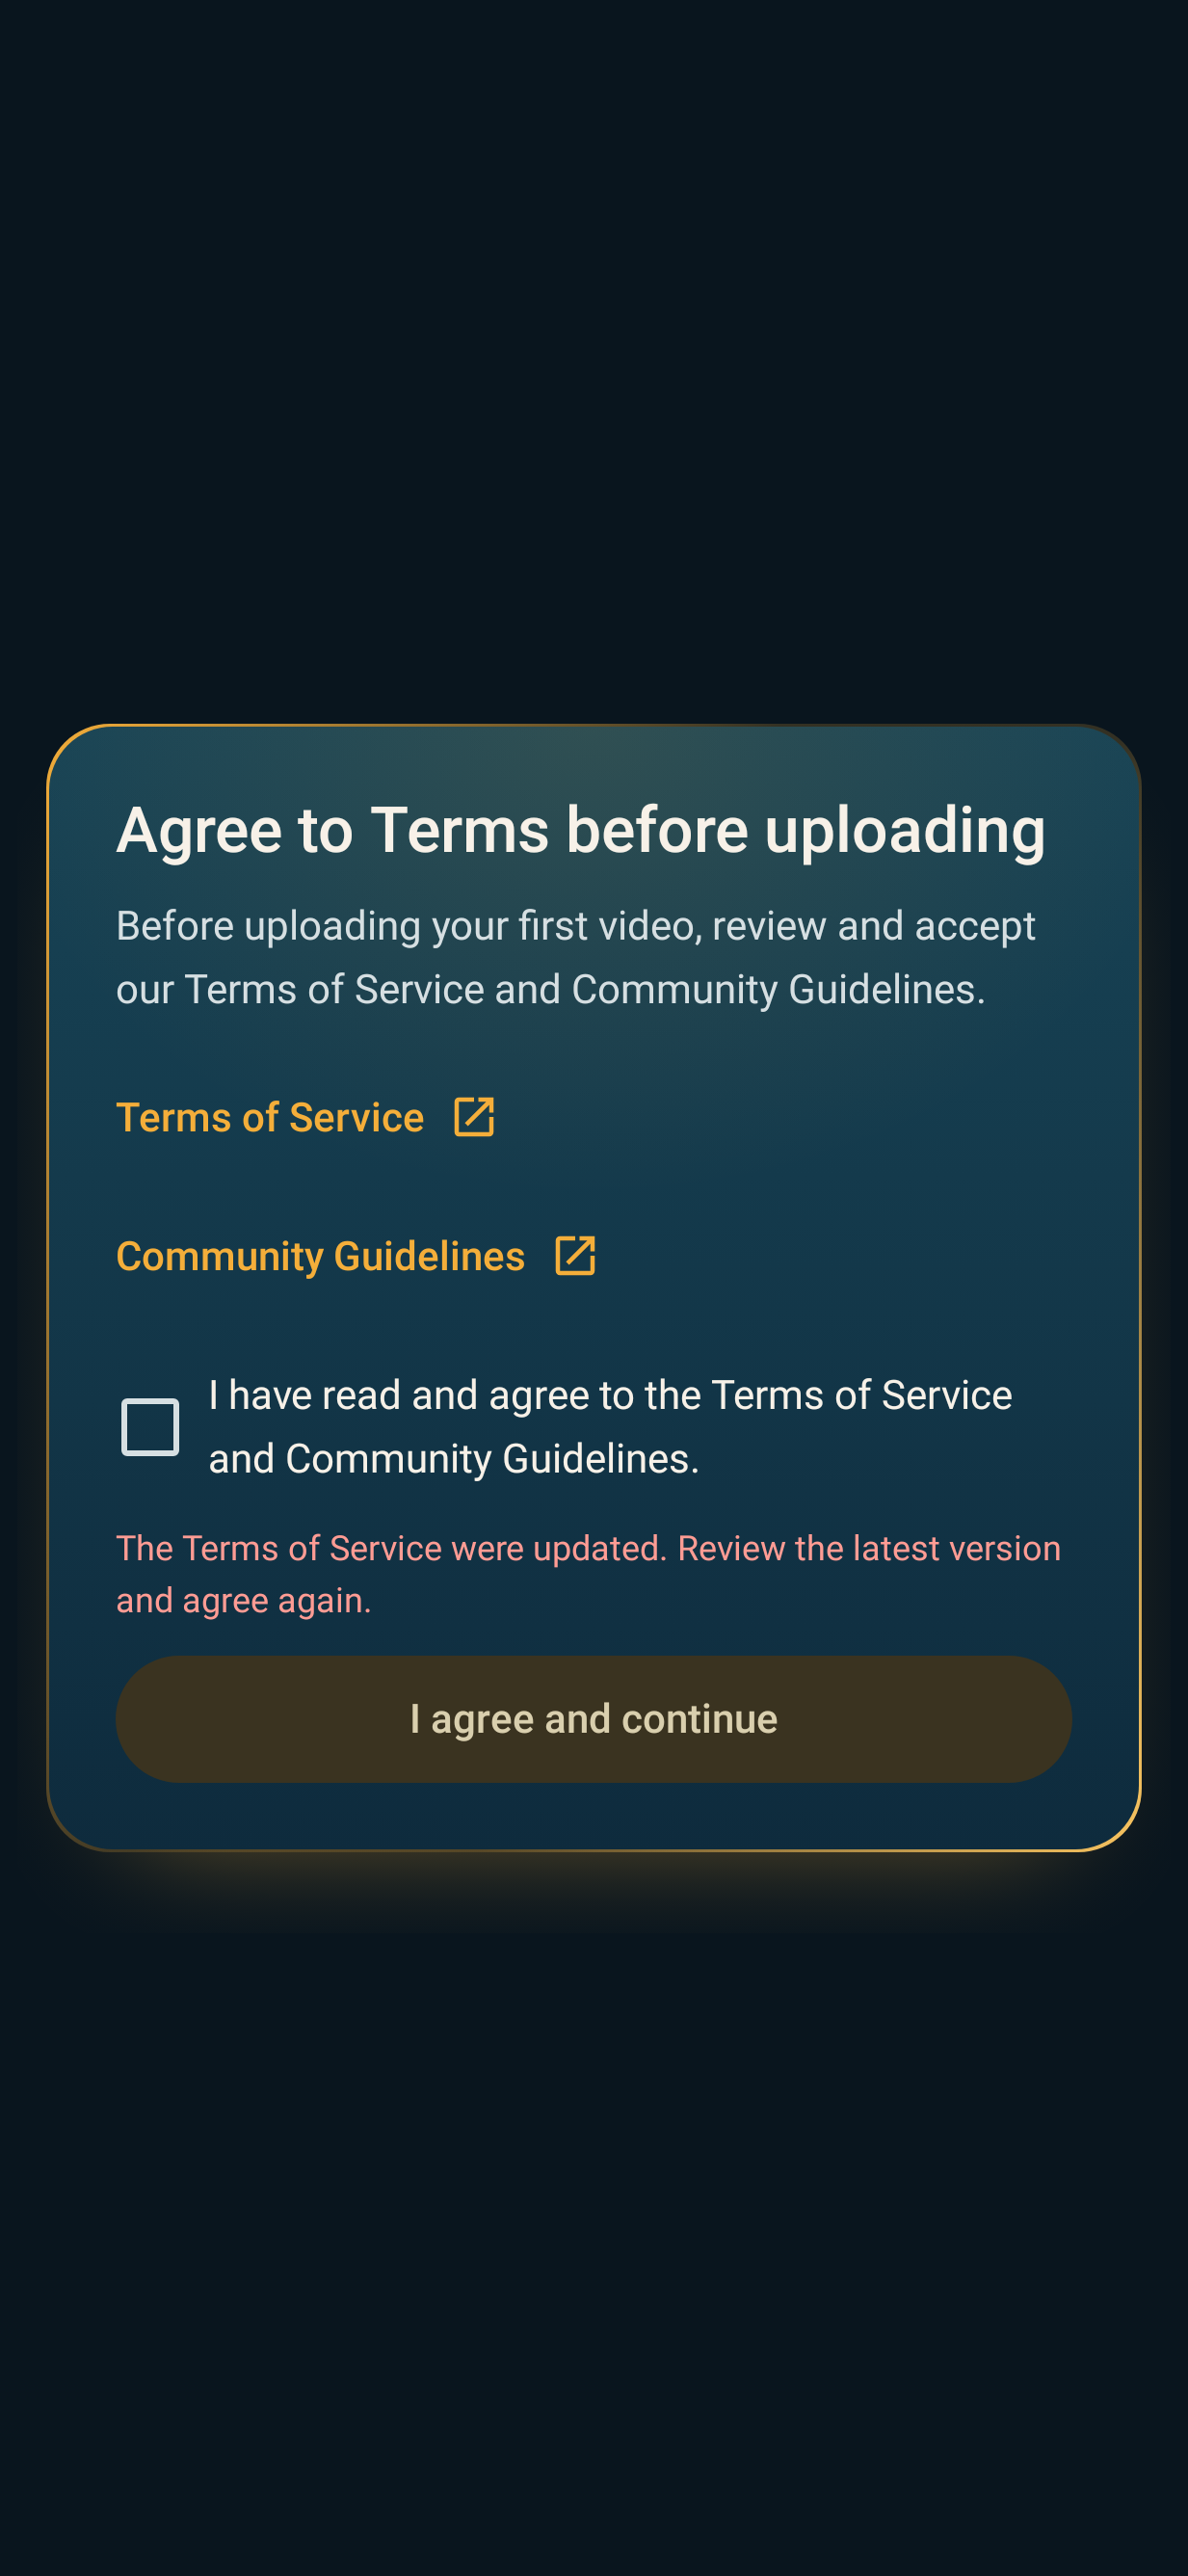 Agree to Terms before uploading
Before uploading your first video, review and accept
our Terms of Service and Community Guidelines.
Terms of Service
Community Guidelines
I have read and agree to the Terms of Service
and Community Guidelines.
The Terms of Service were updated. Review the latest version
and agree again.
I agree and continue